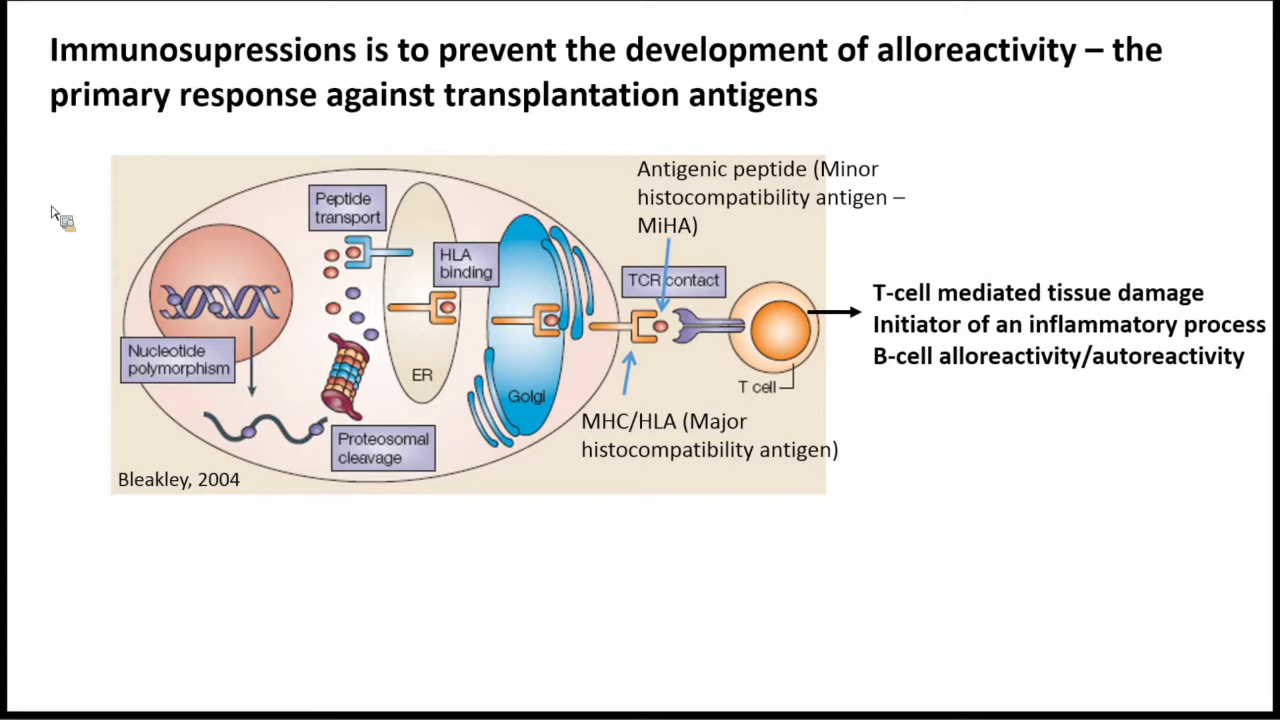 Immunosupressions is to prevent the development of alloreactivity – the
primary response against transplantation antigens
Antigenic peptide (Minor
histocompatibility antigen –
MiHA)
Peptide
transport
HLA
binding
TCR contact
T-cell mediated tissue damage
Initiator of an inflammatory process
B-cell alloreactivity/autoreactivity
Nucleotide
polymorphism
ER
Golgi
T cell
MHC/HLA (Major
histocompatibility antigen)
Proteosomal
cleavage
Bleakley, 2004